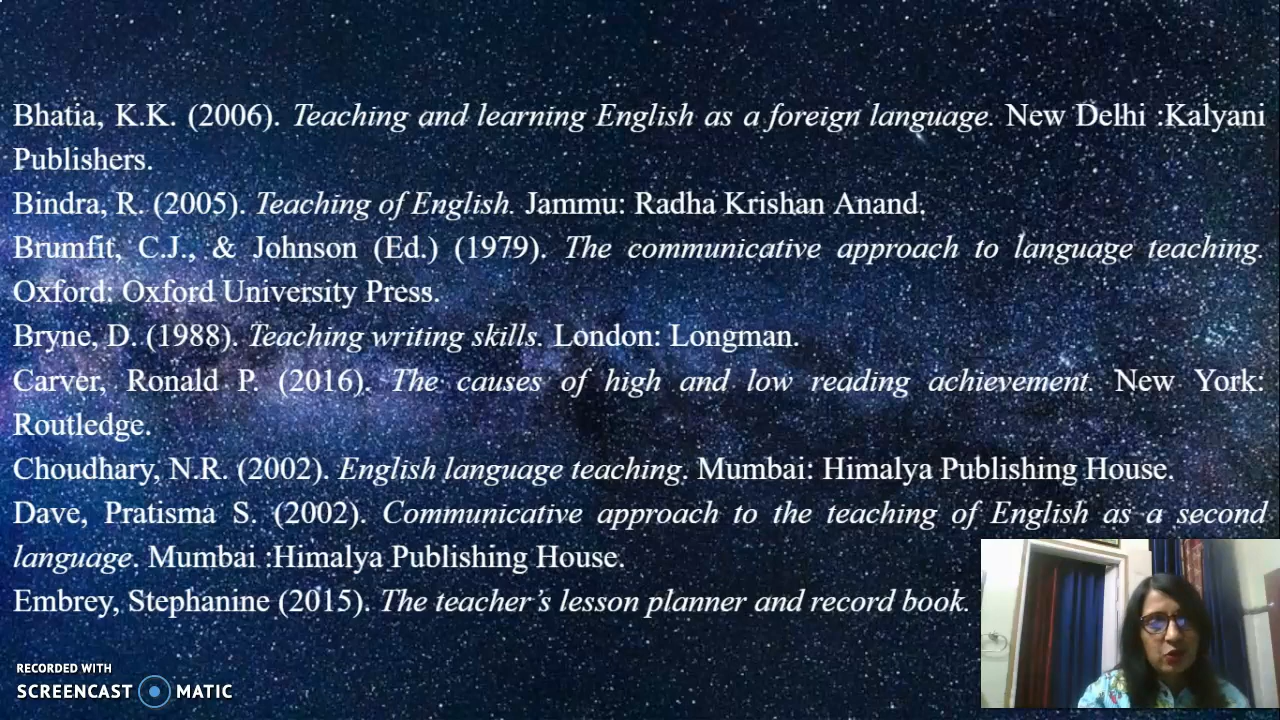 Bhatia, K.K. (2006). Teaching and learning English as a foreign language. New Delhi :Kalyani
Publishers.
Bindra, R. (2005). Teaching of English. Jammu: Radha Krishan Anand.
Brumfit, C.J., & Johnson (Ed.) (1979). The communicative approach to language teaching.
Oxford: Oxford University Press.
Bryne, D. (1988). Teaching writing skills. London: Longman.
Carver, Ronald P. (2016). The causes of high and low reading achievement. New York:
Routledge.
Choudhary, N.R. (2002). English language teaching. Mumbai: Himalya Publishing House.
Dave, Pratisma S. (2002). Communicative approach to the teaching of English as a second
language. Mumbai :Himalya Publishing House.
Embrey, Stephanine (2015). The teacher's lesson planner and record book.
RECORDED WITH
SCREENCAST MATIC